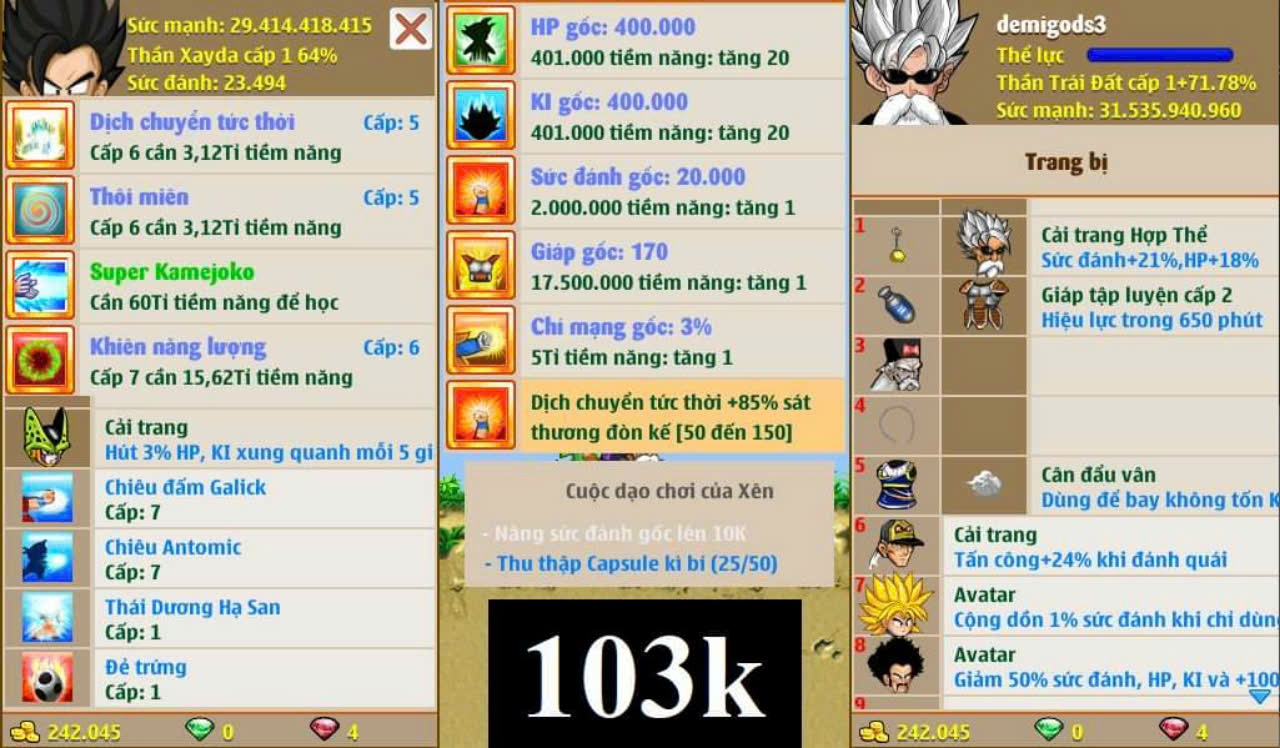 Sức mạnh: 29.414.418.415
Thần Xayda cấp 1 64%
Sức đánh: 23.494
Dịch chuyển tức thời Cấp: 5
Cấp 6 cần 3,12Tỉ tiềm năng
Thôi miên Cấp: 5
Cấp 6 cần 3,12Tỉ tiềm năng
Super Kamejoko
Cần 60Tỉ tiềm năng để học
Khiên năng lượng Cấp: 6
Cấp 7 cần 15,62Tỉ tiềm năng
Cải trang
Hút 3% HP, KI xung quanh mỗi 5 gi
Chiêu đấm Galick
Cấp: 7
Chiêu Antomic
Cấp: 7
Thái Dương Hạ San
Cấp: 1
Đẻ trứng
Cấp: 1
242.045 0 4
HP gốc: 400.000
401.000 tiềm năng: tăng 20
KI gốc: 400.000
401.000 tiềm năng: tăng 20
Sức đánh gốc: 20.000
2.000.000 tiềm năng: tăng 1
Giáp gốc: 170
17.500.000 tiềm năng: tăng 1
Chí mạng gốc: 3%
5Tỉ tiềm năng: tăng 1
Dịch chuyển tức thời +85% sát
thương đòn kế [50 đến 150]
Cuộc dạo chơi của Xên
- Nâng sức đánh gốc lên 10K
- Thu thập Capsule kì bí (25/50)
103k
demigods3
Thể lực
Thần Trái Đất cấp 1+71.78%
Sức mạnh: 31.535.940.960
Trang bị
1
Cải trang Hợp Thể
Sức đánh+21%,HP+18%
2
Giáp tập luyện cấp 2
Hiệu lực trong 650 phút
3
4
5
Cân đẩu vân
Dùng để bay không tốn K
6
Cải trang
Tấn công+24% khi đánh quái
7
Avatar
Cộng dồn 1% sức đánh khi chỉ dùn
8
Avatar
Giảm 50% sức đánh, HP, KI và +100
9
242.045 0 4